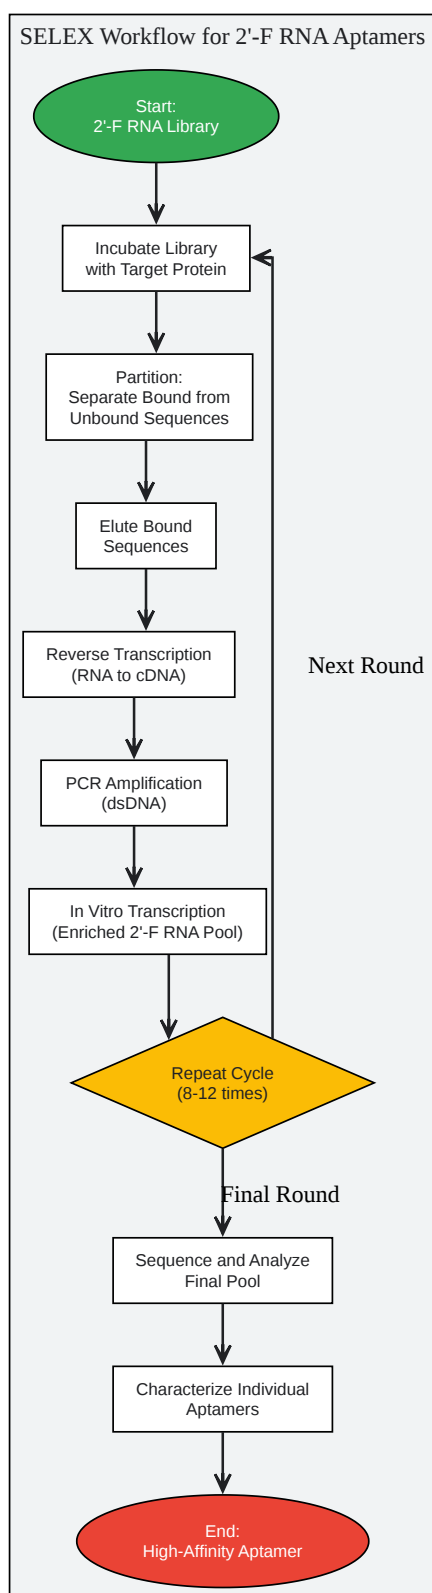 SELEX Workflow for 2'-F RNA Aptamers
Start:
2'-F RNA Library
Incubate Library
with Target Protein
Partition:
Separate Bound from
Unbound Sequences
Elute Bound
Sequences
Reverse Transcription
(RNA to cDNA)
Next Round
PCR Amplification
(dsDNA)
In Vitro Transcription
(Enriched 2'-F RNA Pool)
Repeat Cycle
(8-12 times)
Final Round
Sequence and Analyze
Final Pool
Characterize Individual
Aptamers
End:
High-Affinity Aptamer